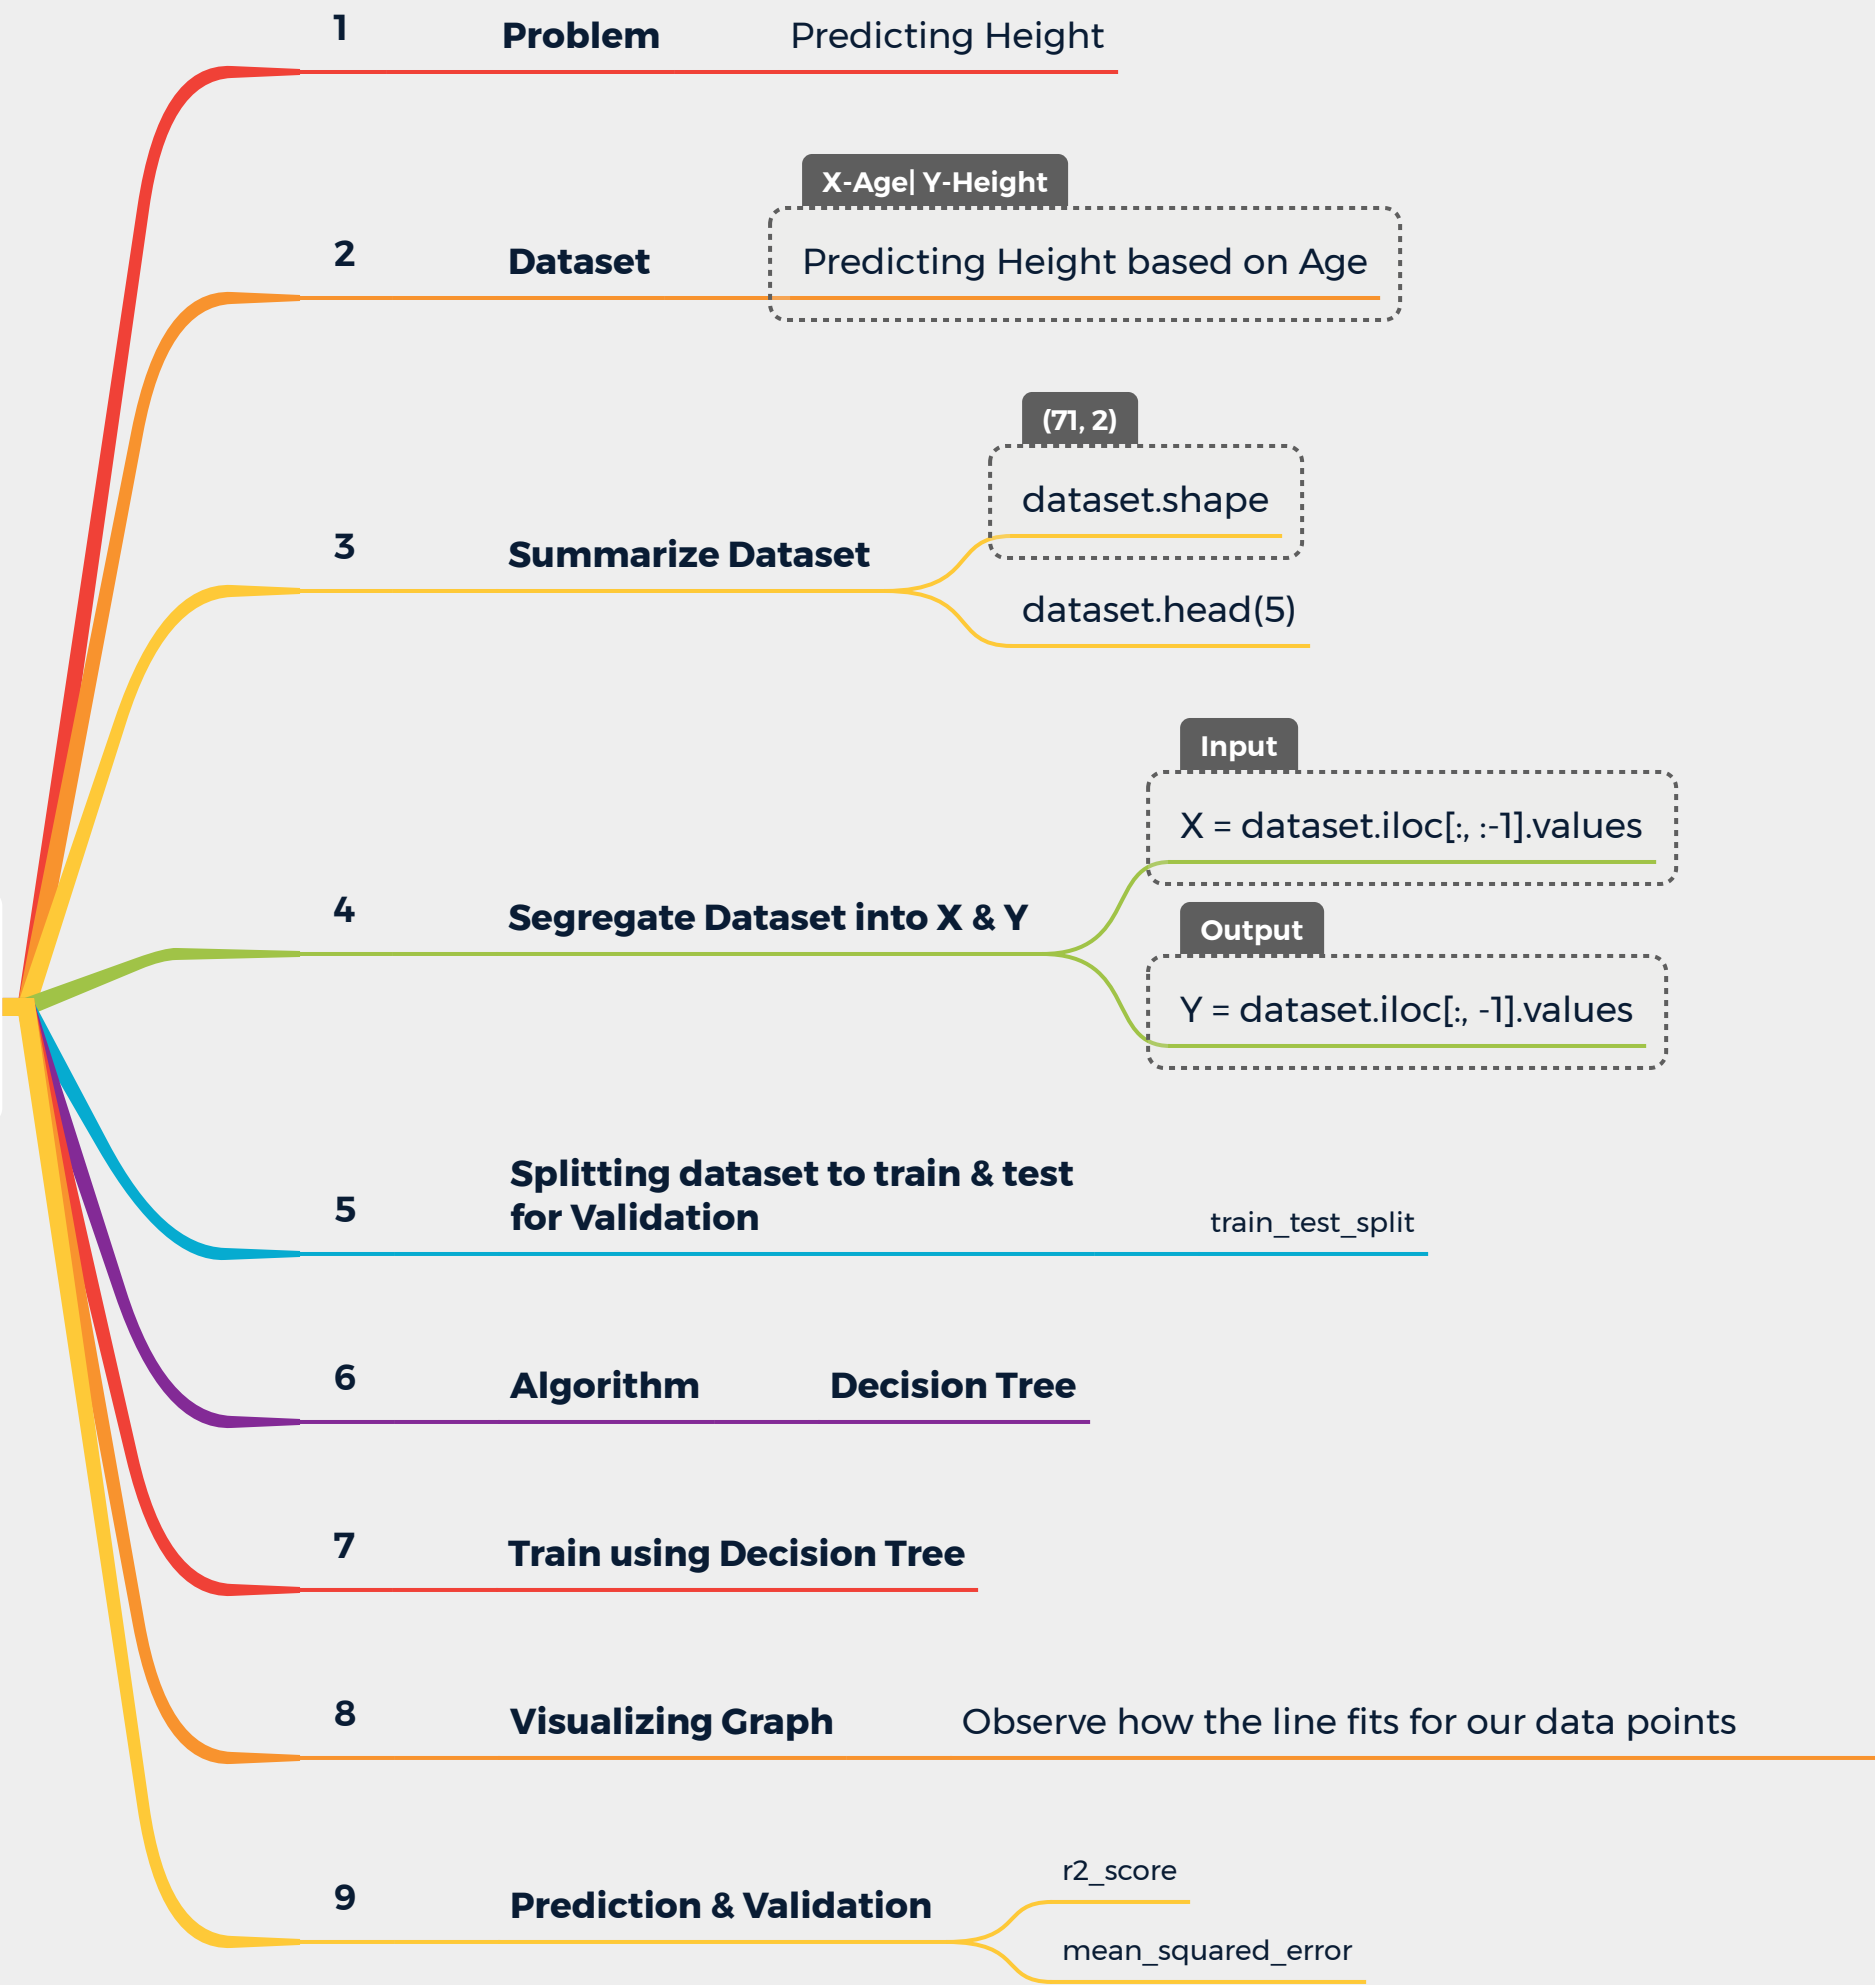 1 Problem Predicting Height
X-Age| Y-Height
2 Dataset Predicting Height based on Age
(71, 2)
dataset.shape
3 Summarize Dataset
dataset.head(5)
Input
X = dataset.iloc[:, :-1].values
4 Segregate Dataset into X & Y
Output
Y = dataset.iloc[:, -1].values
5 Splitting dataset to train & test
for Validation
train_test_split
6 Algorithm Decision Tree
7 Train using Decision Tree
8 Visualizing Graph Observe how the line fits for our data points
9 Prediction & Validation
r2_score
mean_squared_error